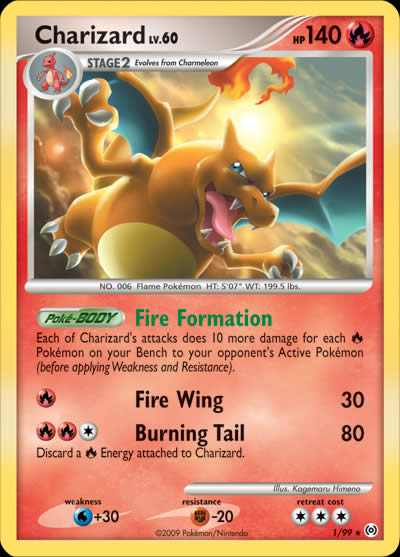 Charizard LV.60 HP 140
STAGE2 Evolves from Charmeleon
NO. 006 Flame Pokémon HT: 5'07" WT: 199.5 lbs.
Poké-BODY Fire Formation
Each of Charizard's attacks does 10 more damage for each
Pokémon on your Bench to your opponent's Active Pokémon
(before applying Weakness and Resistance).
Fire Wing 30
Burning Tail 80
Discard a Energy attached to Charizard.
Illus. Kagemaru Himeno
weakness resistance retreat cost
+30 -20
©2009 Pokémon/Nintendo 1/99